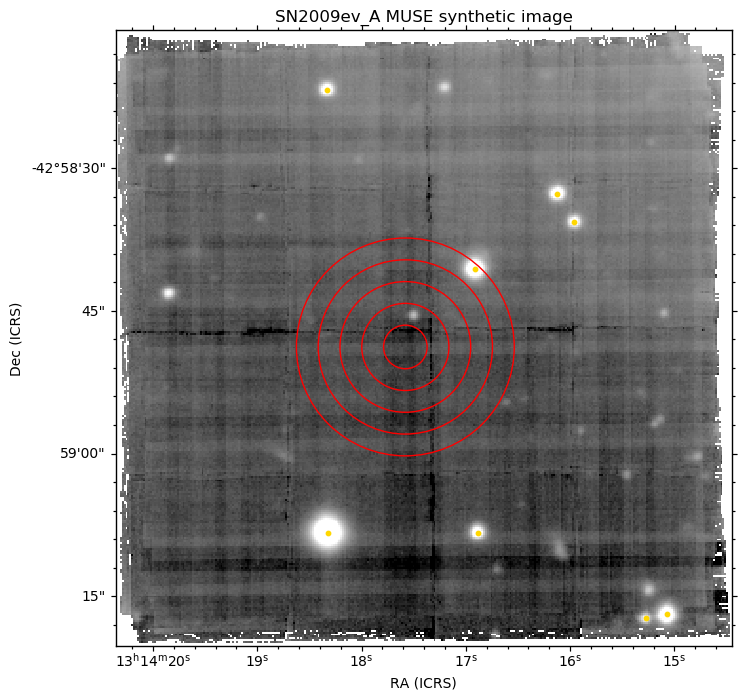 SN2009ev_A MUSE synthetic image
-42°58'30"
45"
59'00"
15"
Dec (ICRS)
13ʰ14ᵐ20ˢ 19ˢ 18ˢ 17ˢ 16ˢ 15ˢ
RA (ICRS)